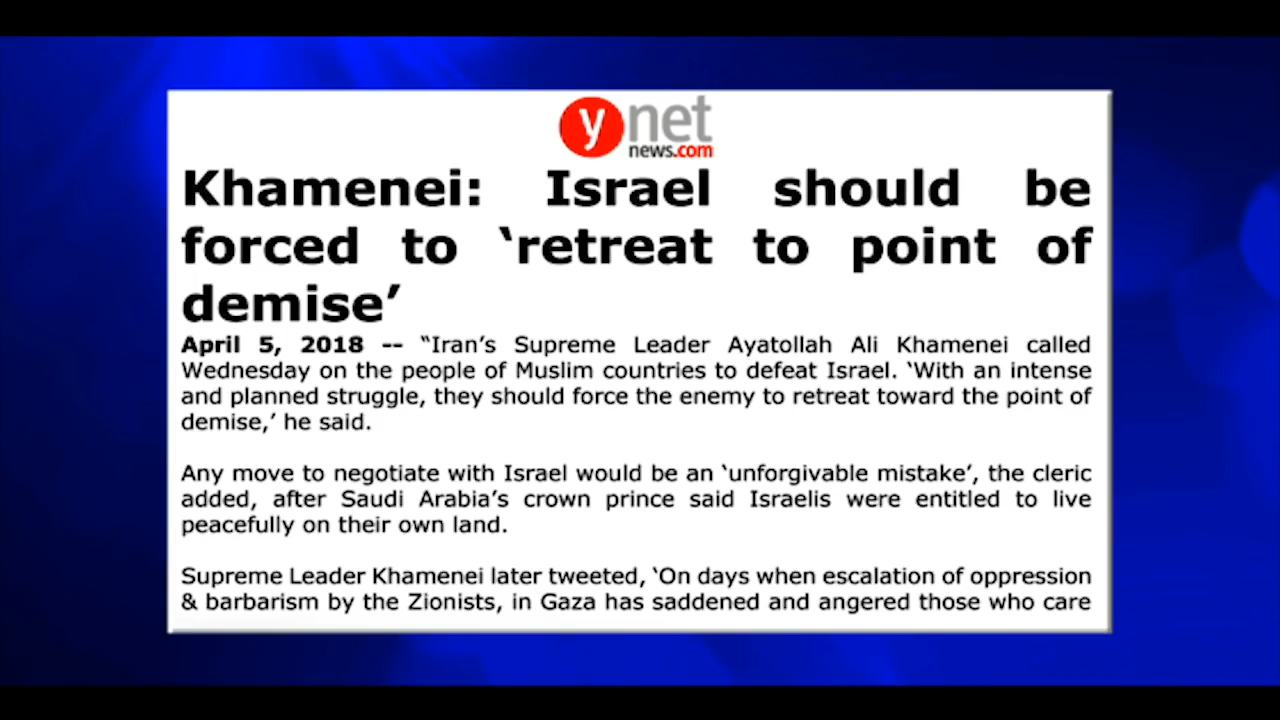 ynet
news.com
Khamenei: Israel should be
forced to ‘retreat to point of
demise’
April 5, 2018 -- “Iran’s Supreme Leader Ayatollah Ali Khamenei called
Wednesday on the people of Muslim countries to defeat Israel. ‘With an intense
and planned struggle, they should force the enemy to retreat toward the point of
demise,’ he said.
Any move to negotiate with Israel would be an ‘unforgivable mistake’, the cleric
added, after Saudi Arabia’s crown prince said Israelis were entitled to live
peacefully on their own land.
Supreme Leader Khamenei later tweeted, ‘On days when escalation of oppression
& barbarism by the Zionists, in Gaza has saddened and angered those who care